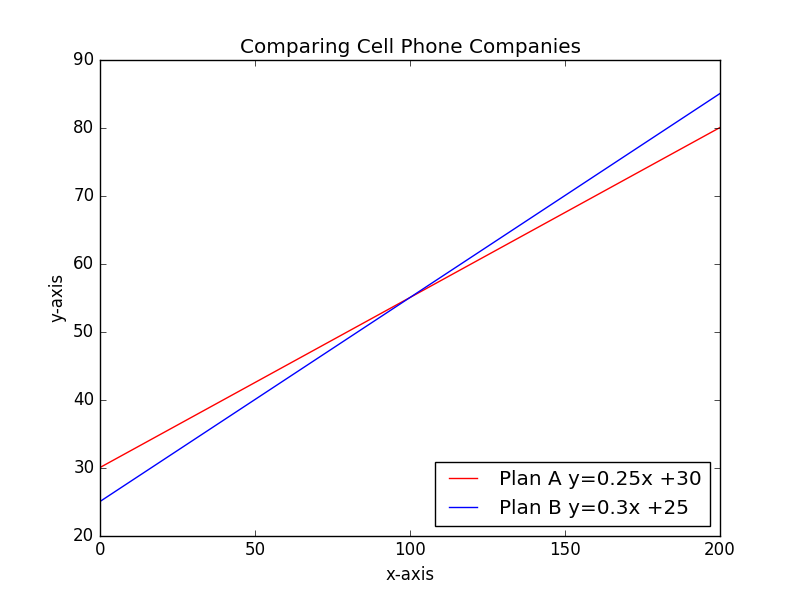 Comparing Cell Phone Companies
90
80
70
60
50
40
30
20
y-axis
0 50 100 150 200
x-axis
Plan A y=0.25x +30
Plan B y=0.3x +25